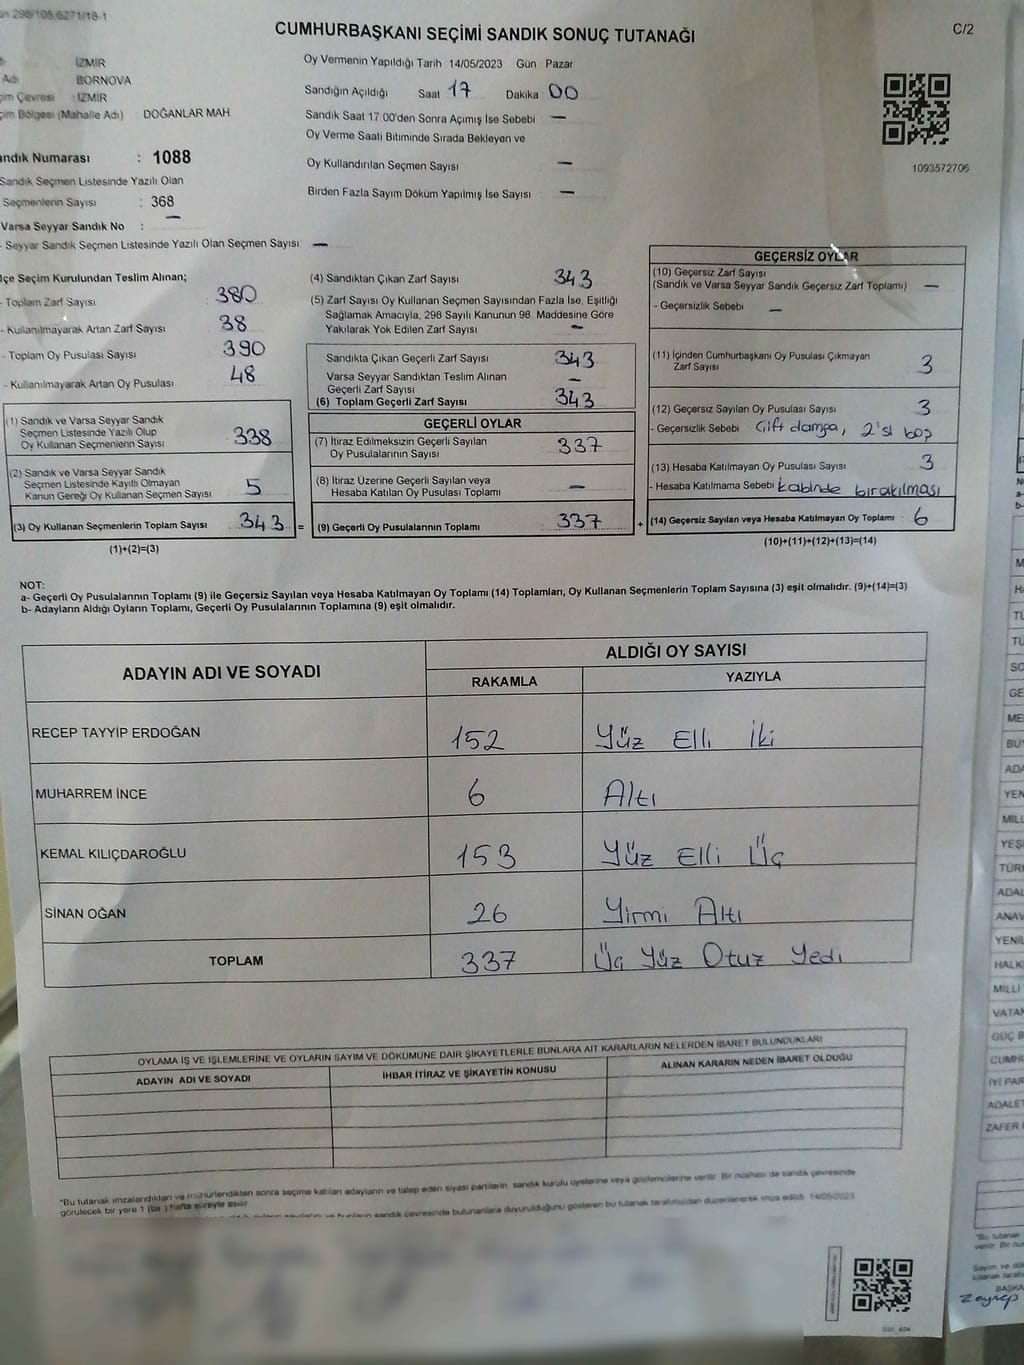 298/105.6271/18-1
CUMHURBAŞKANI SEÇİMİ SANDIK SONUÇ TUTANAĞI
C/2
İZMİR
Adı BORNOVA
Çevresi : İZMİR
Bölgesi (Mahalle Adı) DOĞANLAR MAH
Sandık Numarası : 1088
Sandık Seçmen Listesinde Yazılı Olan
Seçmenlerin Sayısı : 368
Varsa Seyyar Sandık No : —
- Seyyar Sandık Seçmen Listesinde Yazılı Olan Seçmen Sayısı —
Oy Vermenin Yapıldığı Tarih 14/05/2023 Gün Pazar
Sandığın Açıldığı Saat 17 Dakika 00
Sandık Saat 17.00'den Sonra Açılmış İse Sebebi —
Oy Verme Saati Bitiminde Sırada Bekleyen ve
Oy Kullandırılan Seçmen Sayısı —
Birden Fazla Sayım Döküm Yapılmış İse Sayısı —
1093572706
İlçe Seçim Kurulundan Teslim Alınan;
- Toplam Zarf Sayısı 380
- Kullanılmayarak Artan Zarf Sayısı 38
- Toplam Oy Pusulası Sayısı 390
- Kullanılmayarak Artan Oy Pusulası 48
(1) Sandık ve Varsa Seyyar Sandık
Seçmen Listesinde Yazılı Olup
Oy Kullanan Seçmenlerin Sayısı 338
(2) Sandık ve Varsa Seyyar Sandık
Seçmen Listesinde Kayıtlı Olmayan
Kanun Gereği Oy Kullanan Seçmen Sayısı 5
(3) Oy Kullanan Seçmenlerin Toplam Sayısı 343 =
(1)+(2)=(3)
(4) Sandıktan Çıkan Zarf Sayısı 343
(5) Zarf Sayısı Oy Kullanan Seçmen Sayısından Fazla İse, Eşitliği
Sağlamak Amacıyla, 298 Sayılı Kanunun 98. Maddesine Göre
Yakılarak Yok Edilen Zarf Sayısı —
Sandıkta Çıkan Geçerli Zarf Sayısı 343
Varsa Seyyar Sandıktan Teslim Alınan
Geçerli Zarf Sayısı —
(6) Toplam Geçerli Zarf Sayısı 343
GEÇERLİ OYLAR
(7) İtiraz Edilmeksizin Geçerli Sayılan
Oy Pusulalarının Sayısı 337
(8) İtiraz Üzerine Geçerli Sayılan veya
Hesaba Katılan Oy Pusulası Toplamı —
(9) Geçerli Oy Pusulalarının Toplamı 337 +
GEÇERSİZ OYLAR
(10) Geçersiz Zarf Sayısı
(Sandık ve Varsa Seyyar Sandık Geçersiz Zarf Toplamı) —
- Geçersizlik Sebebi —
(11) İçinden Cumhurbaşkanı Oy Pusulası Çıkmayan
Zarf Sayısı 3
(12) Geçersiz Sayılan Oy Pusulası Sayısı 3
- Geçersizlik Sebebi Çift damga, 2'si boş
(13) Hesaba Katılmayan Oy Pusulası Sayısı 3
- Hesaba Katılmama Sebebi kabinde bırakılması
(14) Geçersiz Sayılan veya Hesaba Katılmayan Oy Toplamı : 6
(10)+(11)+(12)+(13)=(14)
NOT:
a- Geçerli Oy Pusulalarının Toplamı (9) ile Geçersiz Sayılan veya Hesaba Katılmayan Oy Toplamı (14) Toplamları, Oy Kullanan Seçmenlerin Toplam Sayısına (3) eşit olmalıdır. (9)+(14)=(3)
b- Adayların Aldığı Oyların Toplamı, Geçerli Oy Pusulalarının Toplamına (9) eşit olmalıdır.
ADAYIN ADI VE SOYADI
ALDIĞI OY SAYISI
RAKAMLA YAZIYLA
RECEP TAYYİP ERDOĞAN 152 Yüz Elli İki
MUHARREM İNCE 6 Altı
KEMAL KILIÇDAROĞLU 153 Yüz Elli Üç
SİNAN OĞAN 26 Yirmi Altı
TOPLAM 337 Üç Yüz Otuz Yedi
OYLAMA İŞ VE İŞLEMLERİNE VE OYLARIN SAYIM VE DÖKÜMÜNE DAİR ŞİKAYETLERLE BUNLARA AİT KARARLARIN NELERDEN İBARET BULUNDUKLARI
ADAYIN ADI VE SOYADI İHBAR İTİRAZ VE ŞİKAYETİN KONUSU ALINAN KARARIN NEDEN İBARET OLDUĞU
*Bu tutanak imzalandıktan ve mühürlendikten sonra seçime katılan adayların ve talep eden siyasi partilerin sandık kurulu üyelerine veya gözlemcilerine verilir. Bir nüshası da sandık çevresinde
görülecek bir yere 1 (bir) hafta süreyle asılır.
bulunanlara duyurulduğunu gösteren bu tutanak tarafımızdan düzenlenerek imza edildi. 14/05/2023
CUMHU
İYİ PAR
ADALET
ZAFER
Zeynep